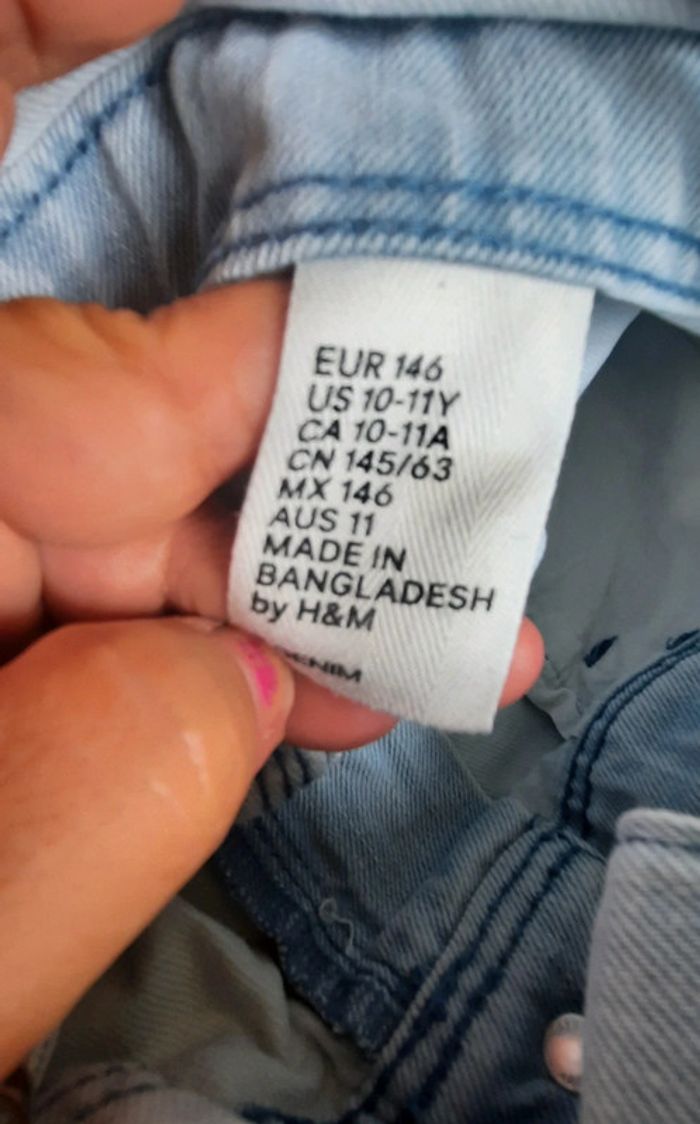 EUR 146
US 10-11Y
CA 10-11A
CN 145/63
MX 146
AUS 11
MADE IN
BANGLADESH
by H&M